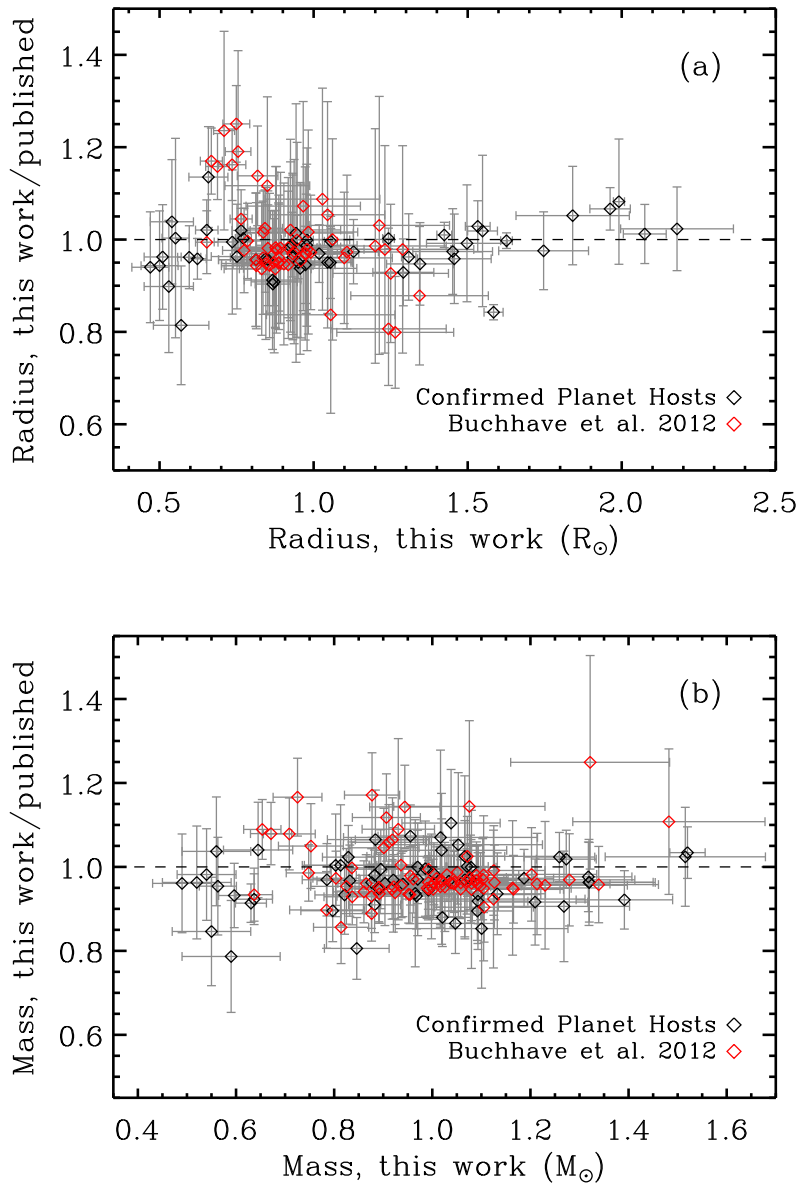 (a)
Radius, this work/published
1.4
1.2
1.0
0.8
0.6
Confirmed Planet Hosts
Buchhave et al. 2012
0.5 1.0 1.5 2.0 2.5
Radius, this work (R☉)
(b)
Mass, this work/published
1.4
1.2
1.0
0.8
0.6
Confirmed Planet Hosts
Buchhave et al. 2012
0.4 0.6 0.8 1.0 1.2 1.4 1.6
Mass, this work (M☉)